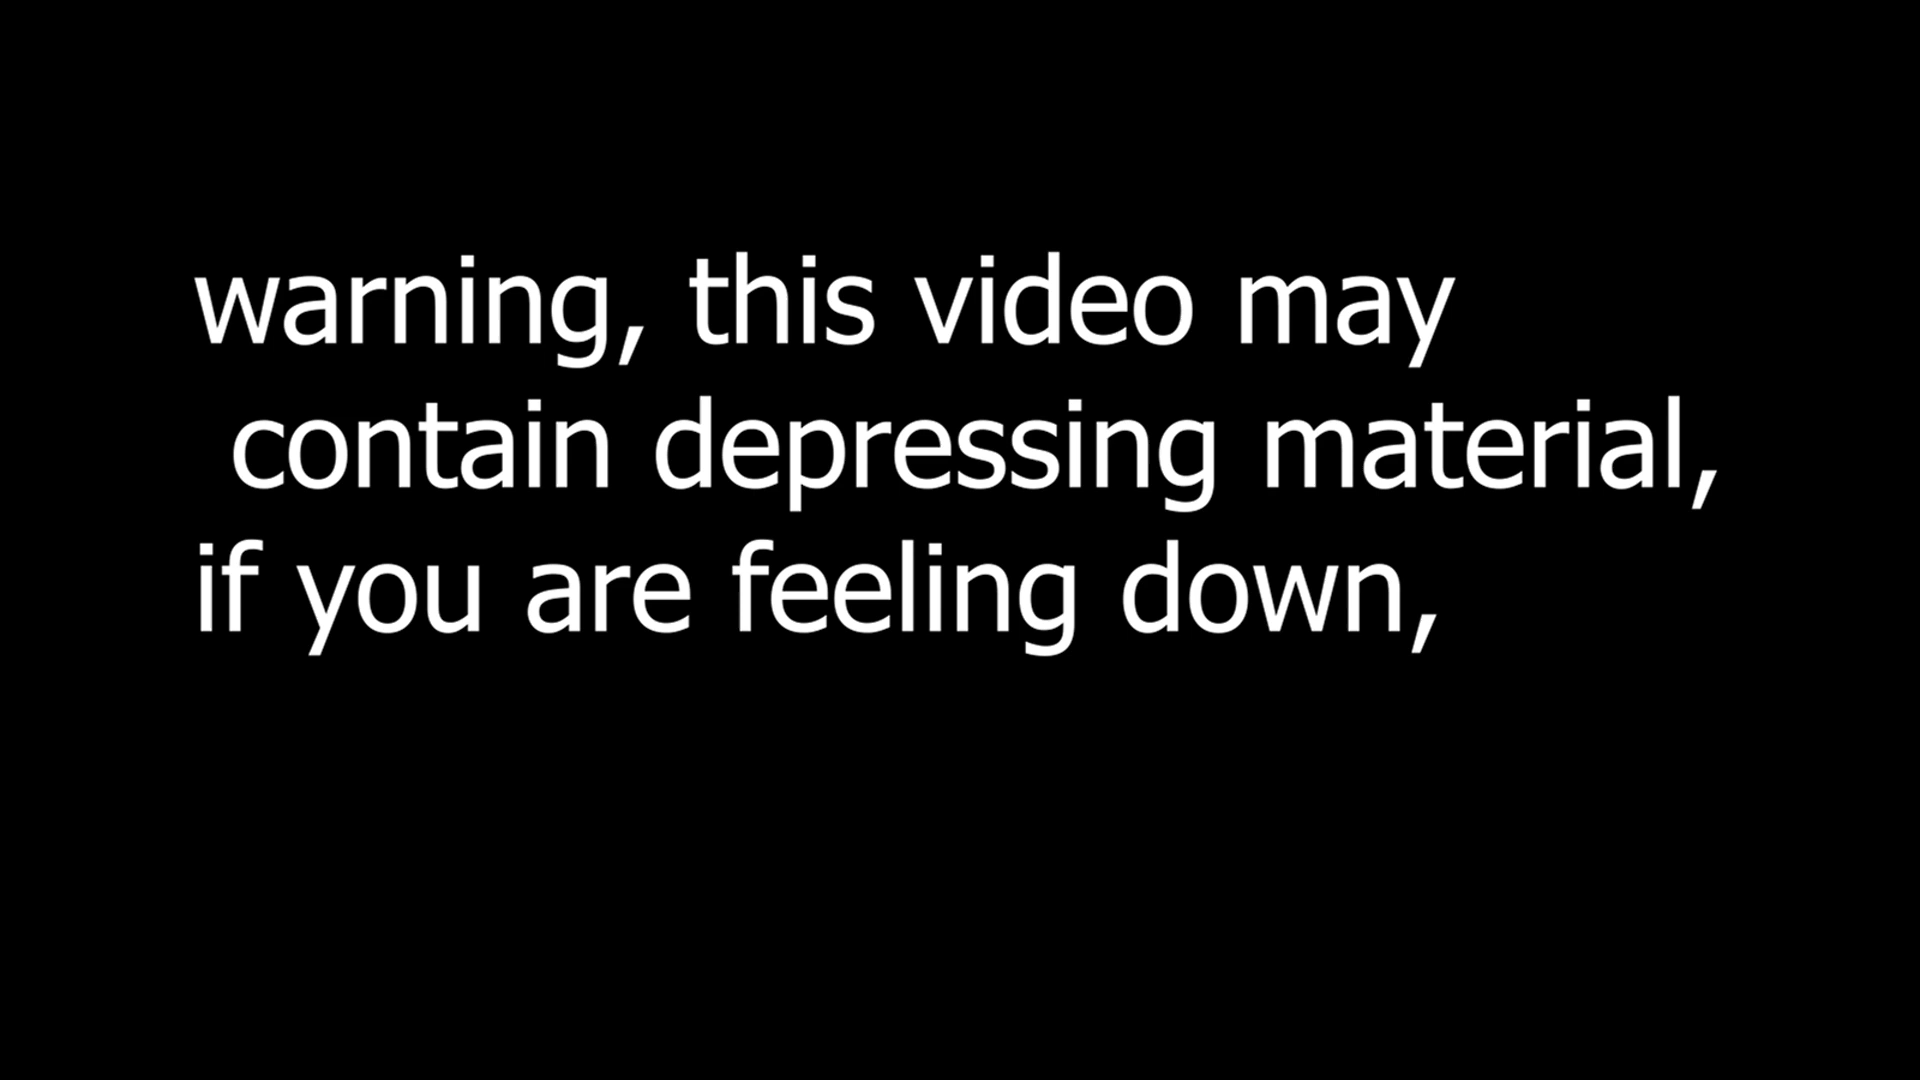 warning, this video may
contain depressing material,
if you are feeling down,